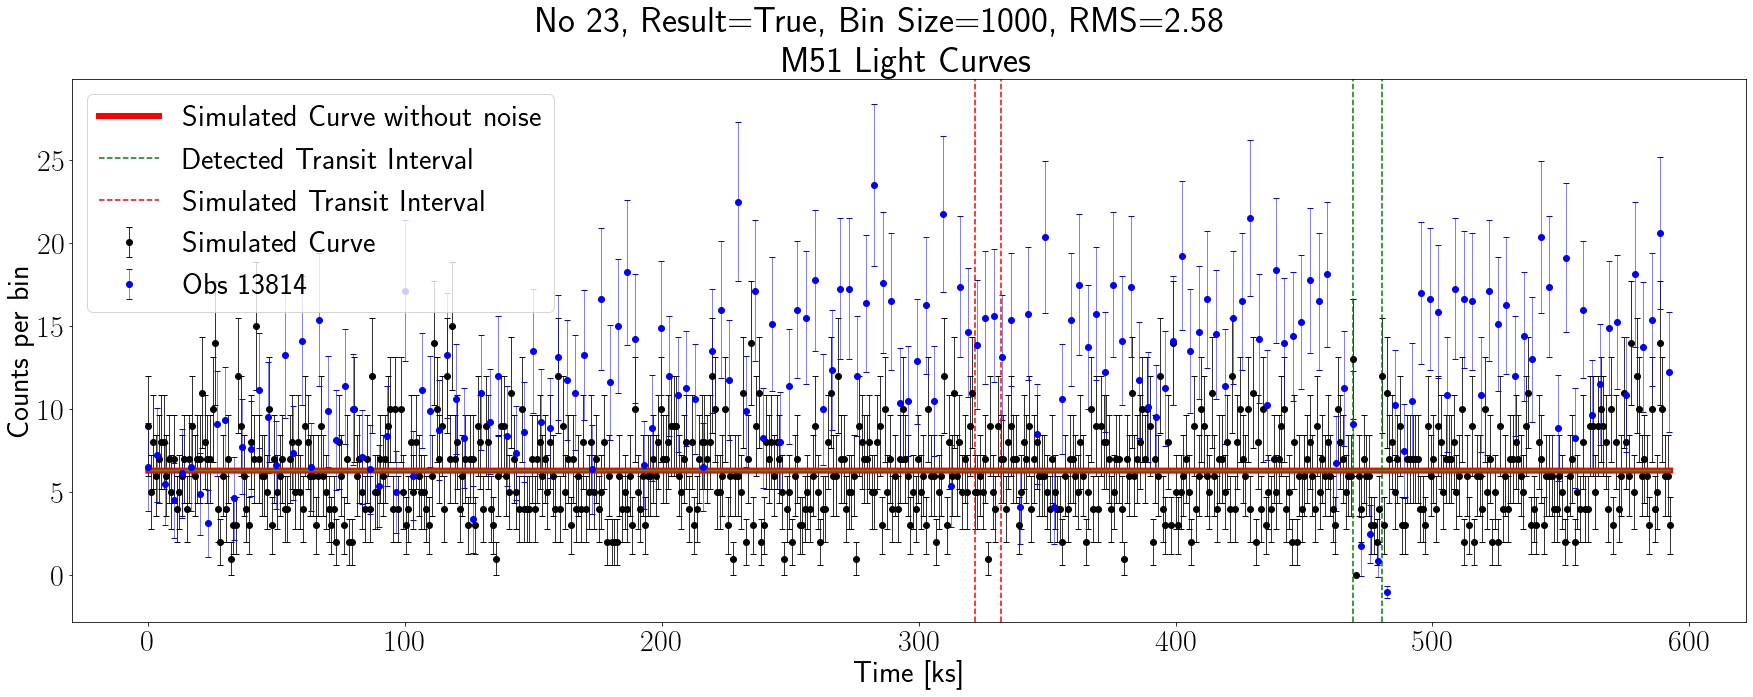 No 23, Result=True, Bin Size=1000, RMS=2.58
M51 Light Curves
Simulated Curve without noise
Detected Transit Interval
Simulated Transit Interval
Simulated Curve
Obs 13814
Counts per bin
25
20
15
10
5
0
0 100 200 300 400 500 600
Time [ks]